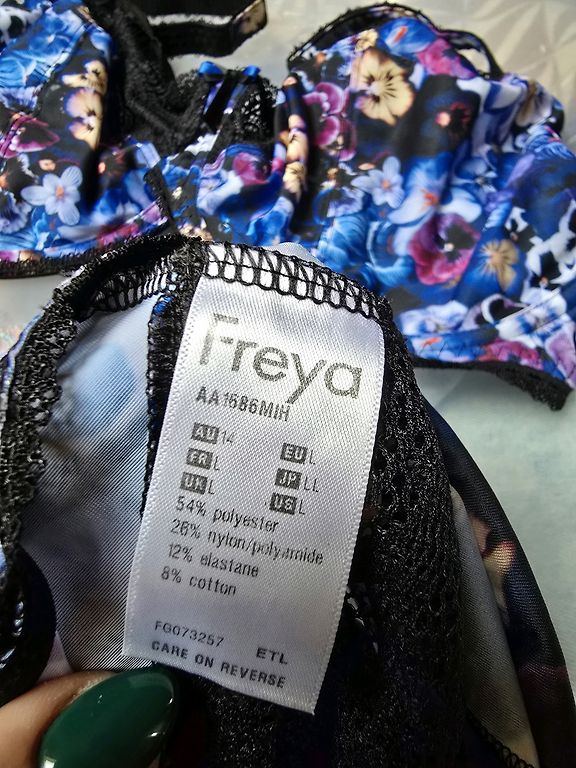 Freya
AA1686MIH
AU 14 EU L
FR L JP LL
UK L US L
54% polyester
26% nylon/polyamide
12% elastane
8% cotton
FG073257 ETL
CARE ON REVERSE